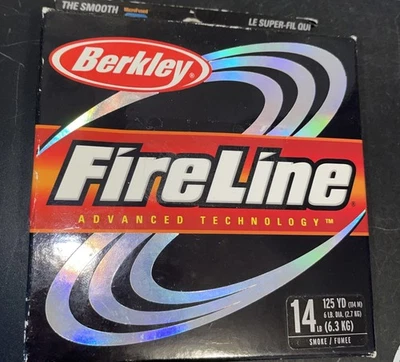 THE SMOOTH
LE SUPER-FIL QUI
Berkley®
FireLine®
ADVANCED TECHNOLOGY™
14 LB (6.3 KG)
125 YD (114 M)
6 LB. DIA. (2.7 KG)
SMOKE / FUMEE